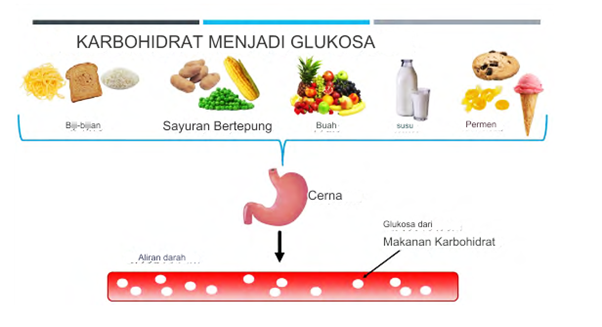 KARBOHIDRAT MENJADI GLUKOSA
Biji-bijian
Sayuran Bertepung
Buah
susu
Permen
Cerna
Glukosa dari
Makanan Karbohidrat
Aliran darah